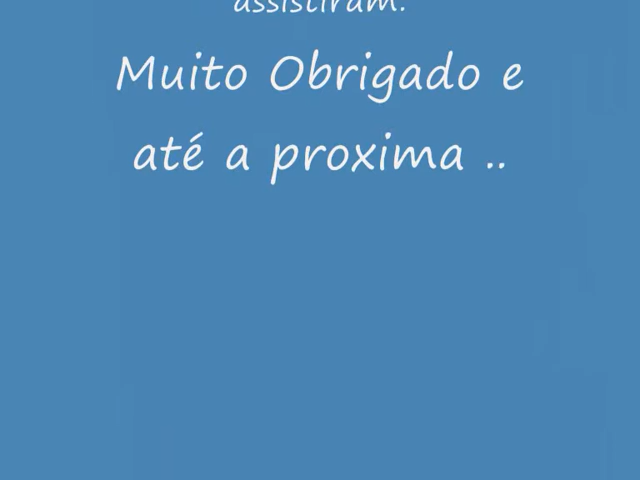 assistiram.
Muito Obrigado e
até a proxima ..